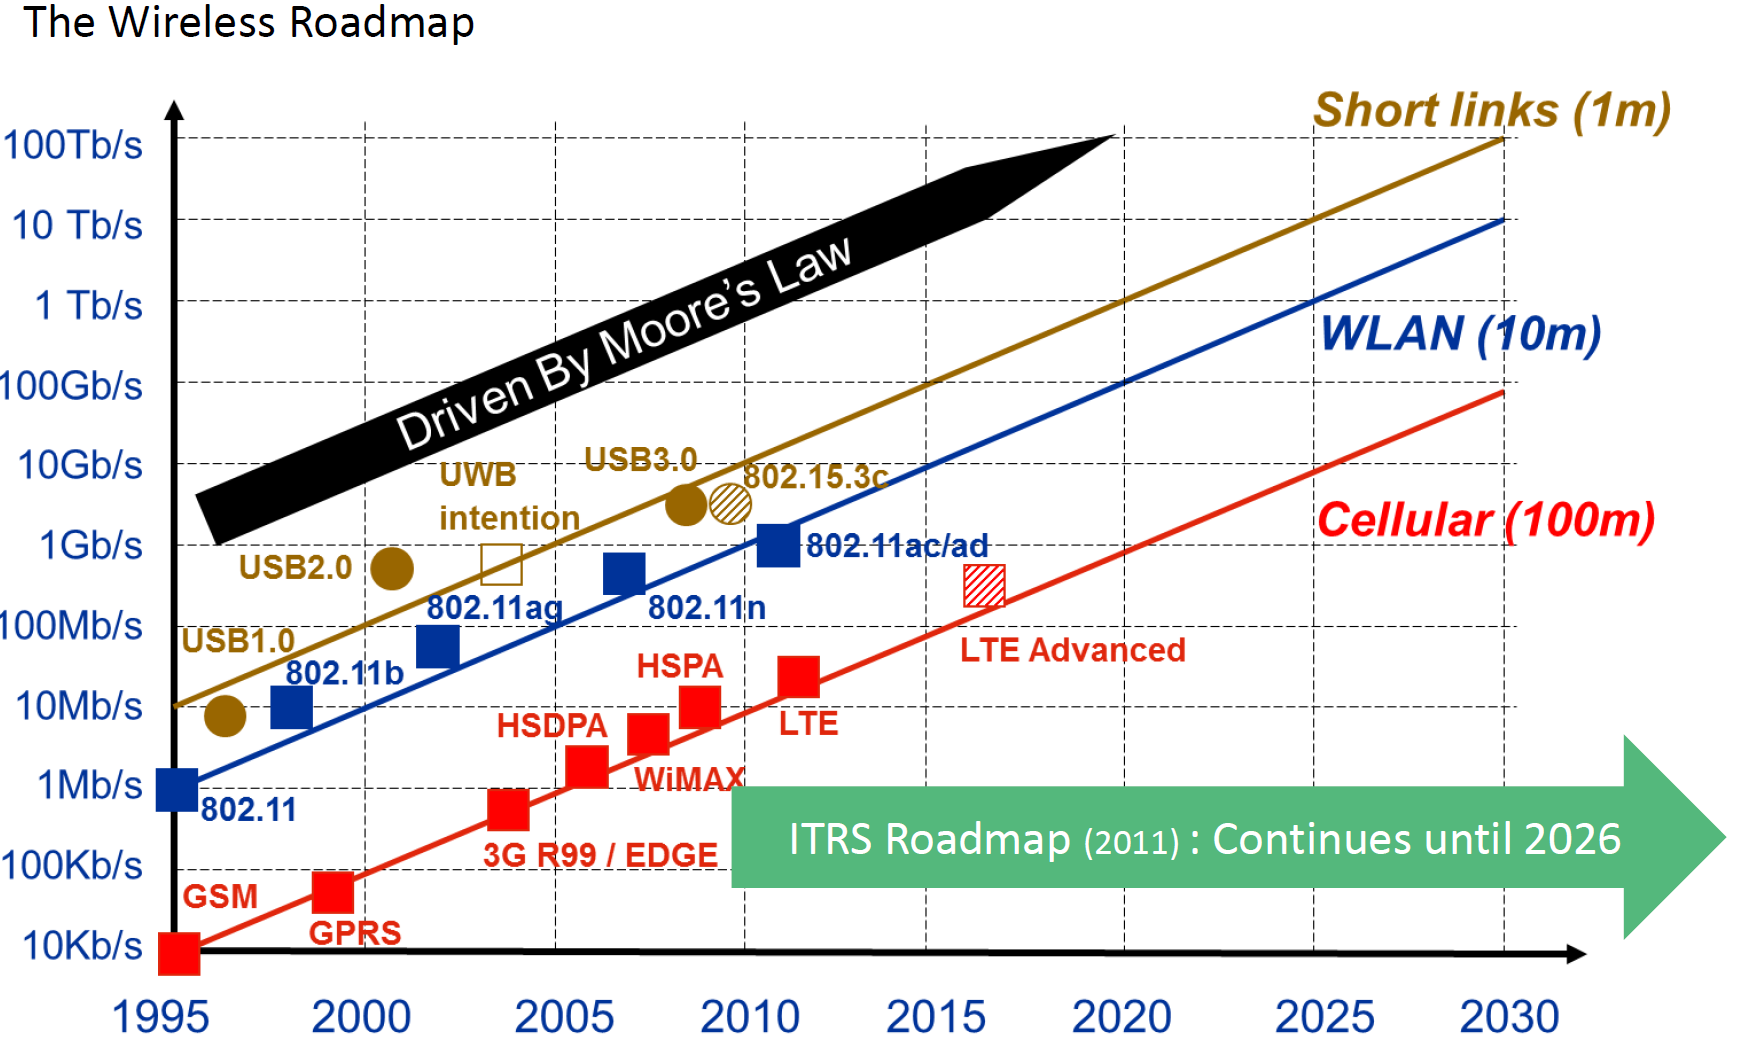 The Wireless Roadmap
Short links (1m)
100Tb/s
10 Tb/s
Driven By Moore's Law
1 Tb/s
WLAN (10m)
100Gb/s
10Gb/s
UWB
intention
USB3.0
802.15.3c
Cellular (100m)
1Gb/s
USB2.0
802.11ac/ad
802.11ag
802.11n
100Mb/s
USB1.0
802.11b
HSPA
LTE Advanced
10Mb/s
HSDPA
LTE
WiMAX
1Mb/s
802.11
ITRS Roadmap (2011) : Continues until 2026
3G R99 / EDGE
100Kb/s
GSM
GPRS
10Kb/s
1995 2000 2005 2010 2015 2020 2025 2030